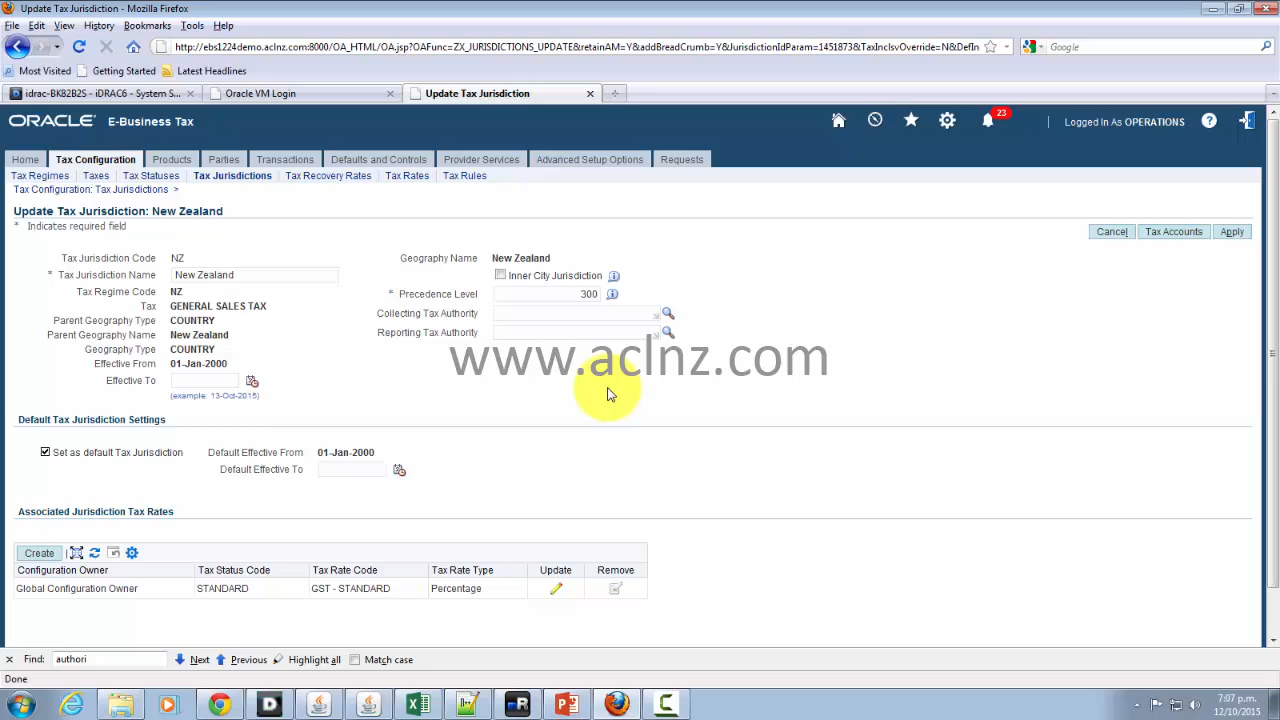 Update Tax Jurisdiction - Mozilla Firefox
File Edit View History Bookmarks Tools Help
http://ebs1224demo.aclnz.com:8000/OA_HTML/OA.jsp?OAFunc=ZX_JURISDICTIONS_UPDATE&retainAM=Y&addBreadCrumb=Y&JurisdictionIdParam=1451873&TaxInclsvOverride=N&DefIn
Google
Most Visited Getting Started Latest Headlines
idrac-BK82B2S - iDRAC6 - System S... Oracle VM Login Update Tax Jurisdiction
ORACLE E-Business Tax 23 Logged In As OPERATIONS
Home Tax Configuration Products Parties Transactions Defaults and Controls Provider Services Advanced Setup Options Requests
Tax Regimes Taxes Tax Statuses Tax Jurisdictions Tax Recovery Rates Tax Rates Tax Rules
Tax Configuration: Tax Jurisdictions >
Update Tax Jurisdiction: New Zealand
* Indicates required field
Cancel Tax Accounts Apply
Tax Jurisdiction Code NZ Geography Name New Zealand
* Tax Jurisdiction Name New Zealand Inner City Jurisdiction
Tax Regime Code NZ * Precedence Level 300
Tax GENERAL SALES TAX Collecting Tax Authority
Parent Geography Type COUNTRY Reporting Tax Authority
Parent Geography Name New Zealand
Geography Type COUNTRY
www.aclnz.com
Effective From 01-Jan-2000
Effective To
(example: 13-Oct-2015)
Default Tax Jurisdiction Settings
Set as default Tax Jurisdiction Default Effective From 01-Jan-2000
Default Effective To
Associated Jurisdiction Tax Rates
Create
Configuration Owner Tax Status Code Tax Rate Code Tax Rate Type Update Remove
Global Configuration Owner STANDARD GST - STANDARD Percentage
Find: authori Next Previous Highlight all Match case
Done
7:07 p.m.
12/10/2015